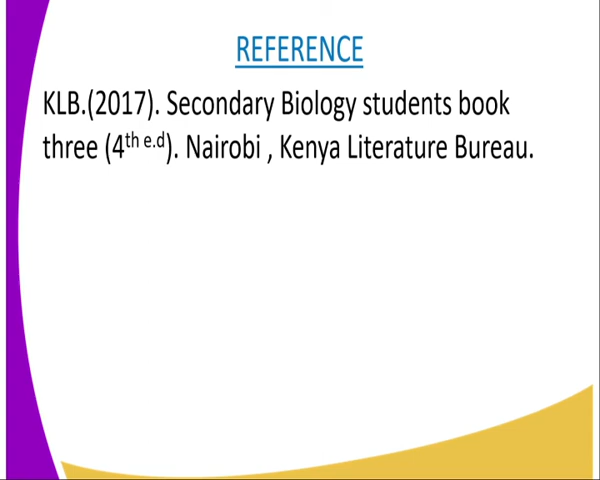 REFERENCE
KLB.(2017). Secondary Biology students book
three (4th e.d). Nairobi , Kenya Literature Bureau.